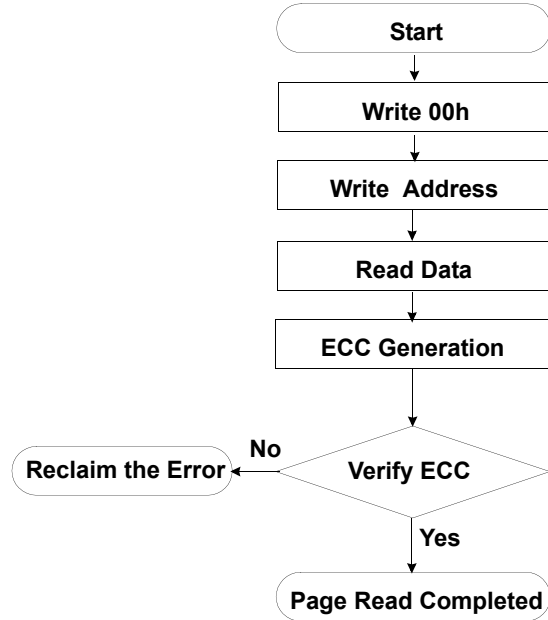 Start
Write 00h
Write Address
Read Data
ECC Generation
No
Reclaim the Error
Verify ECC
Yes
Page Read Completed